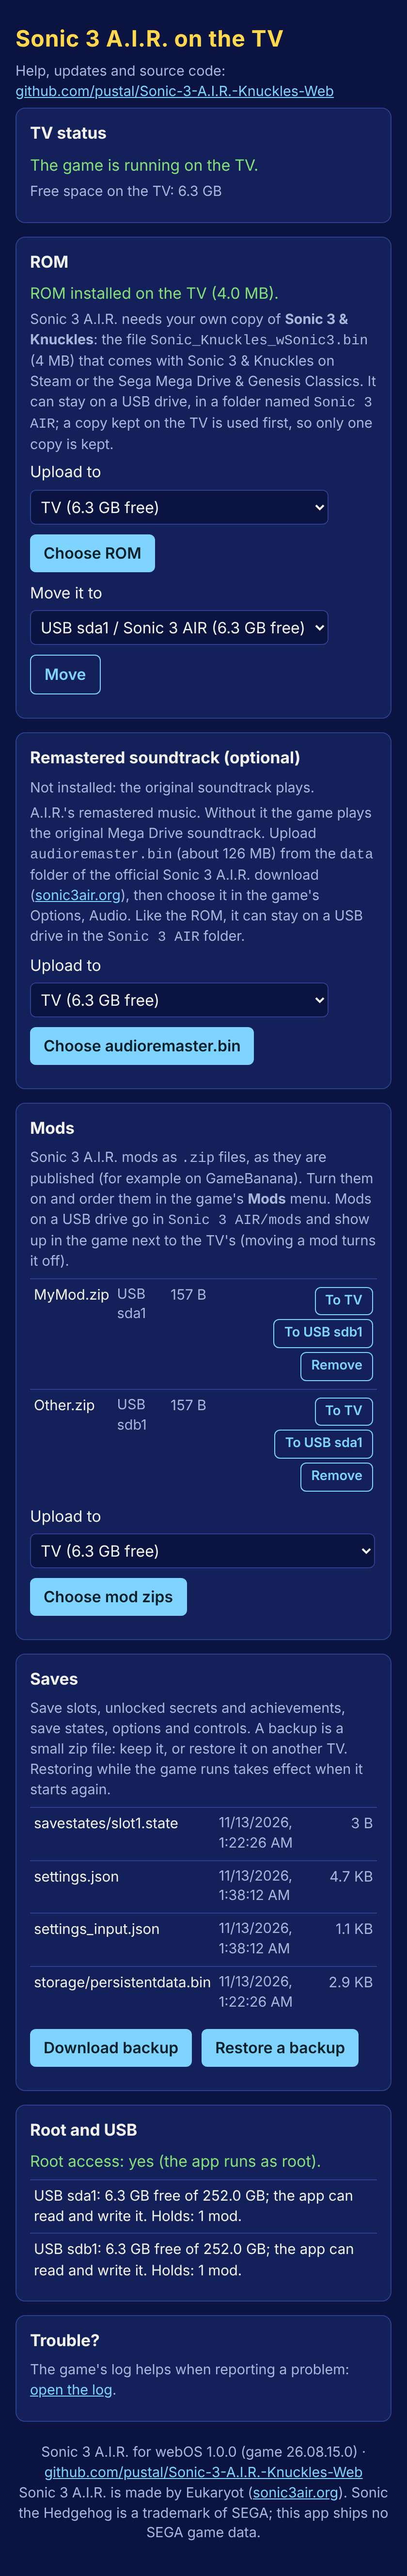 Sonic 3 A.I.R. on the TV
Help, updates and source code:
github.com/pustal/Sonic-3-A.I.R.-Knuckles-Web
TV status
The game is running on the TV.
Free space on the TV: 6.3 GB
ROM
ROM installed on the TV (4.0 MB).
Sonic 3 A.I.R. needs your own copy of Sonic 3 &
Knuckles: the file Sonic_Knuckles_wSonic3.bin
(4 MB) that comes with Sonic 3 & Knuckles on
Steam or the Sega Mega Drive & Genesis Classics. It
can stay on a USB drive, in a folder named Sonic 3
AIR; a copy kept on the TV is used first, so only one
copy is kept.
Upload to
TV (6.3 GB free)
Choose ROM
Move it to
USB sda1 / Sonic 3 AIR (6.3 GB free)
Move
Remastered soundtrack (optional)
Not installed: the original soundtrack plays.
A.I.R.'s remastered music. Without it the game plays
the original Mega Drive soundtrack. Upload
audioremaster.bin (about 126 MB) from the data
folder of the official Sonic 3 A.I.R. download
(sonic3air.org), then choose it in the game's
Options, Audio. Like the ROM, it can stay on a USB
drive in the Sonic 3 AIR folder.
Upload to
TV (6.3 GB free)
Choose audioremaster.bin
Mods
Sonic 3 A.I.R. mods as .zip files, as they are
published (for example on GameBanana). Turn them
on and order them in the game's Mods menu. Mods
on a USB drive go in Sonic 3 AIR/mods and show
up in the game next to the TV's (moving a mod turns
it off).
MyMod.zip USB sda1 157 B
To TV
To USB sdb1
Remove
Other.zip USB sdb1 157 B
To TV
To USB sda1
Remove
Upload to
TV (6.3 GB free)
Choose mod zips
Saves
Save slots, unlocked secrets and achievements,
save states, options and controls. A backup is a
small zip file: keep it, or restore it on another TV.
Restoring while the game runs takes effect when it
starts again.
savestates/slot1.state 11/13/2026, 1:22:26 AM 3 B
settings.json 11/13/2026, 1:38:12 AM 4.7 KB
settings_input.json 11/13/2026, 1:38:12 AM 1.1 KB
storage/persistentdata.bin 11/13/2026, 1:22:26 AM 2.9 KB
Download backup Restore a backup
Root and USB
Root access: yes (the app runs as root).
USB sda1: 6.3 GB free of 252.0 GB; the app can
read and write it. Holds: 1 mod.
USB sdb1: 6.3 GB free of 252.0 GB; the app can
read and write it. Holds: 1 mod.
Trouble?
The game's log helps when reporting a problem:
open the log.
Sonic 3 A.I.R. for webOS 1.0.0 (game 26.08.15.0) ·
github.com/pustal/Sonic-3-A.I.R.-Knuckles-Web
Sonic 3 A.I.R. is made by Eukaryot (sonic3air.org). Sonic
the Hedgehog is a trademark of SEGA; this app ships no
SEGA game data.